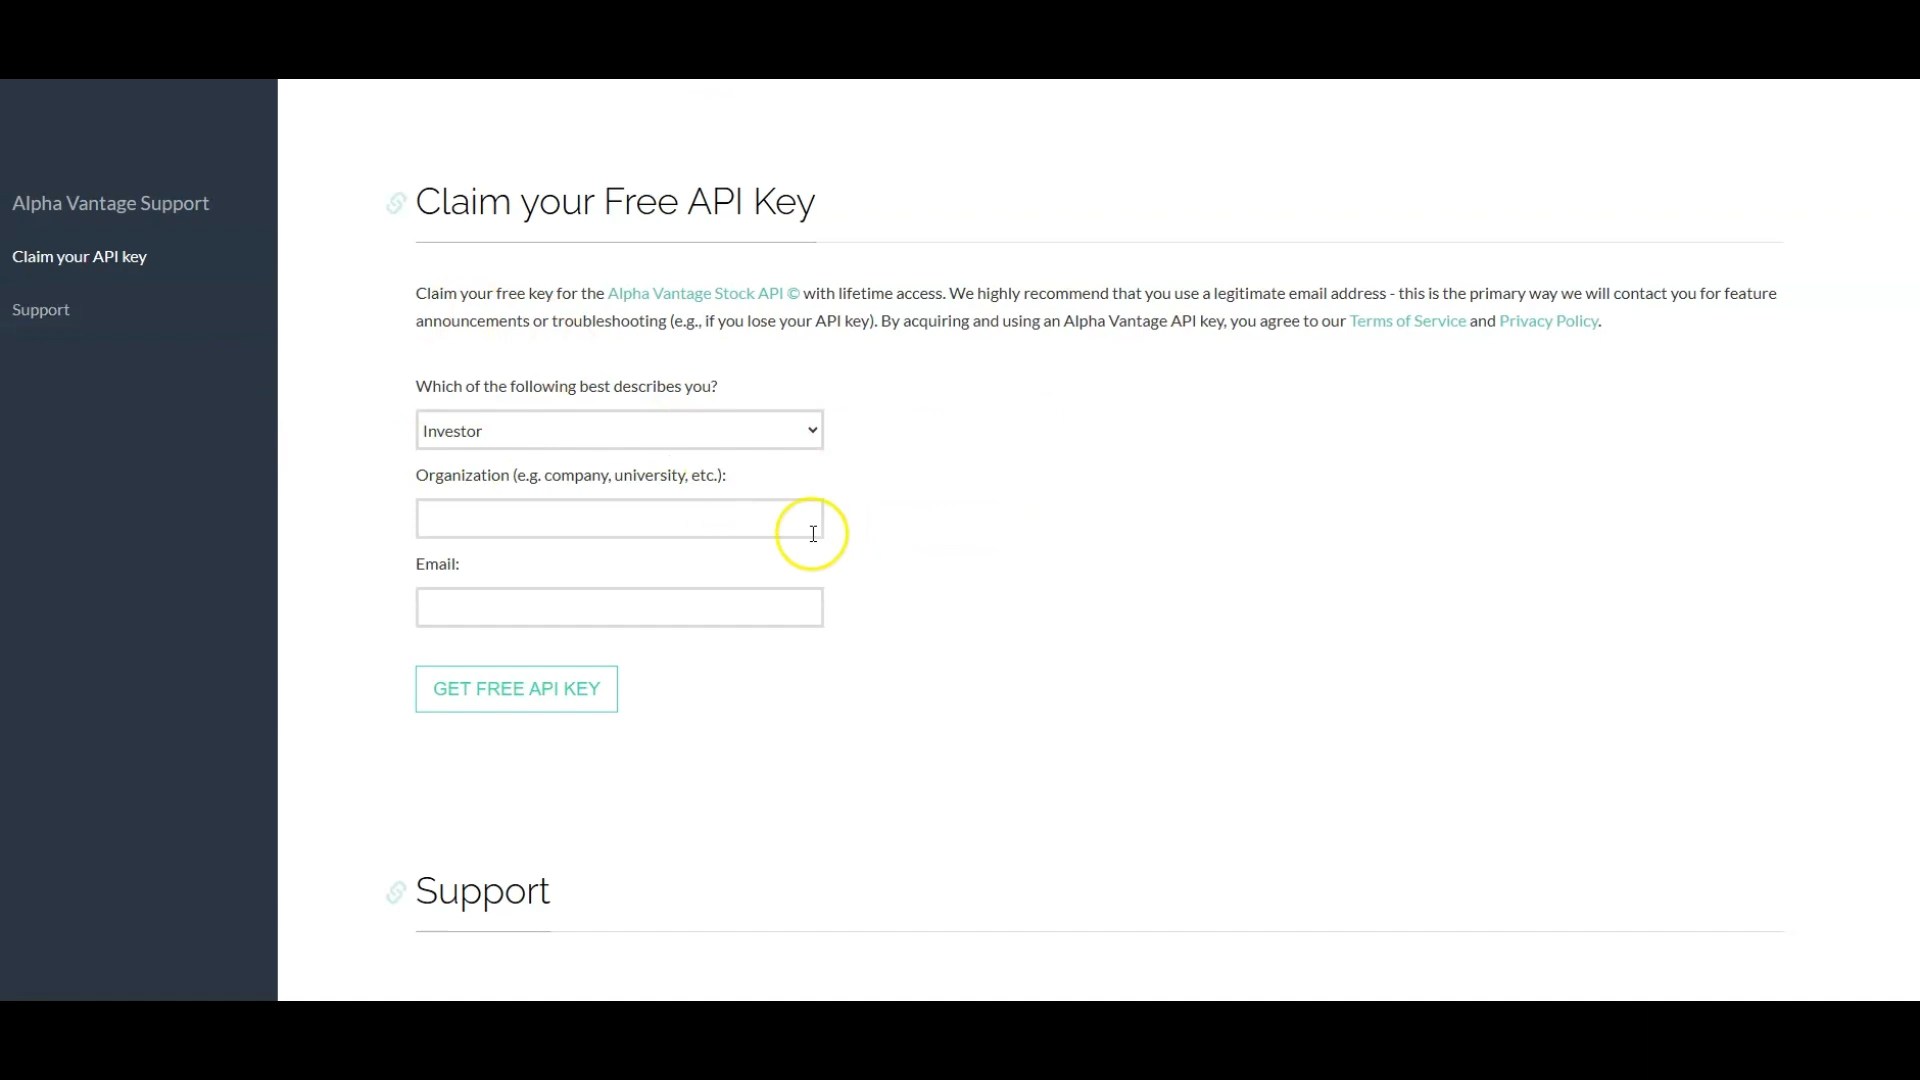 Alpha Vantage Support
Claim your API key
Support
Claim your Free API Key
Claim your free key for the Alpha Vantage Stock API © with lifetime access. We highly recommend that you use a legitimate email address - this is the primary way we will contact you for feature
announcements or troubleshooting (e.g., if you lose your API key). By acquiring and using an Alpha Vantage API key, you agree to our Terms of Service and Privacy Policy.
Which of the following best describes you?
Investor
Organization (e.g. company, university, etc.):
Email:
GET FREE API KEY
Support